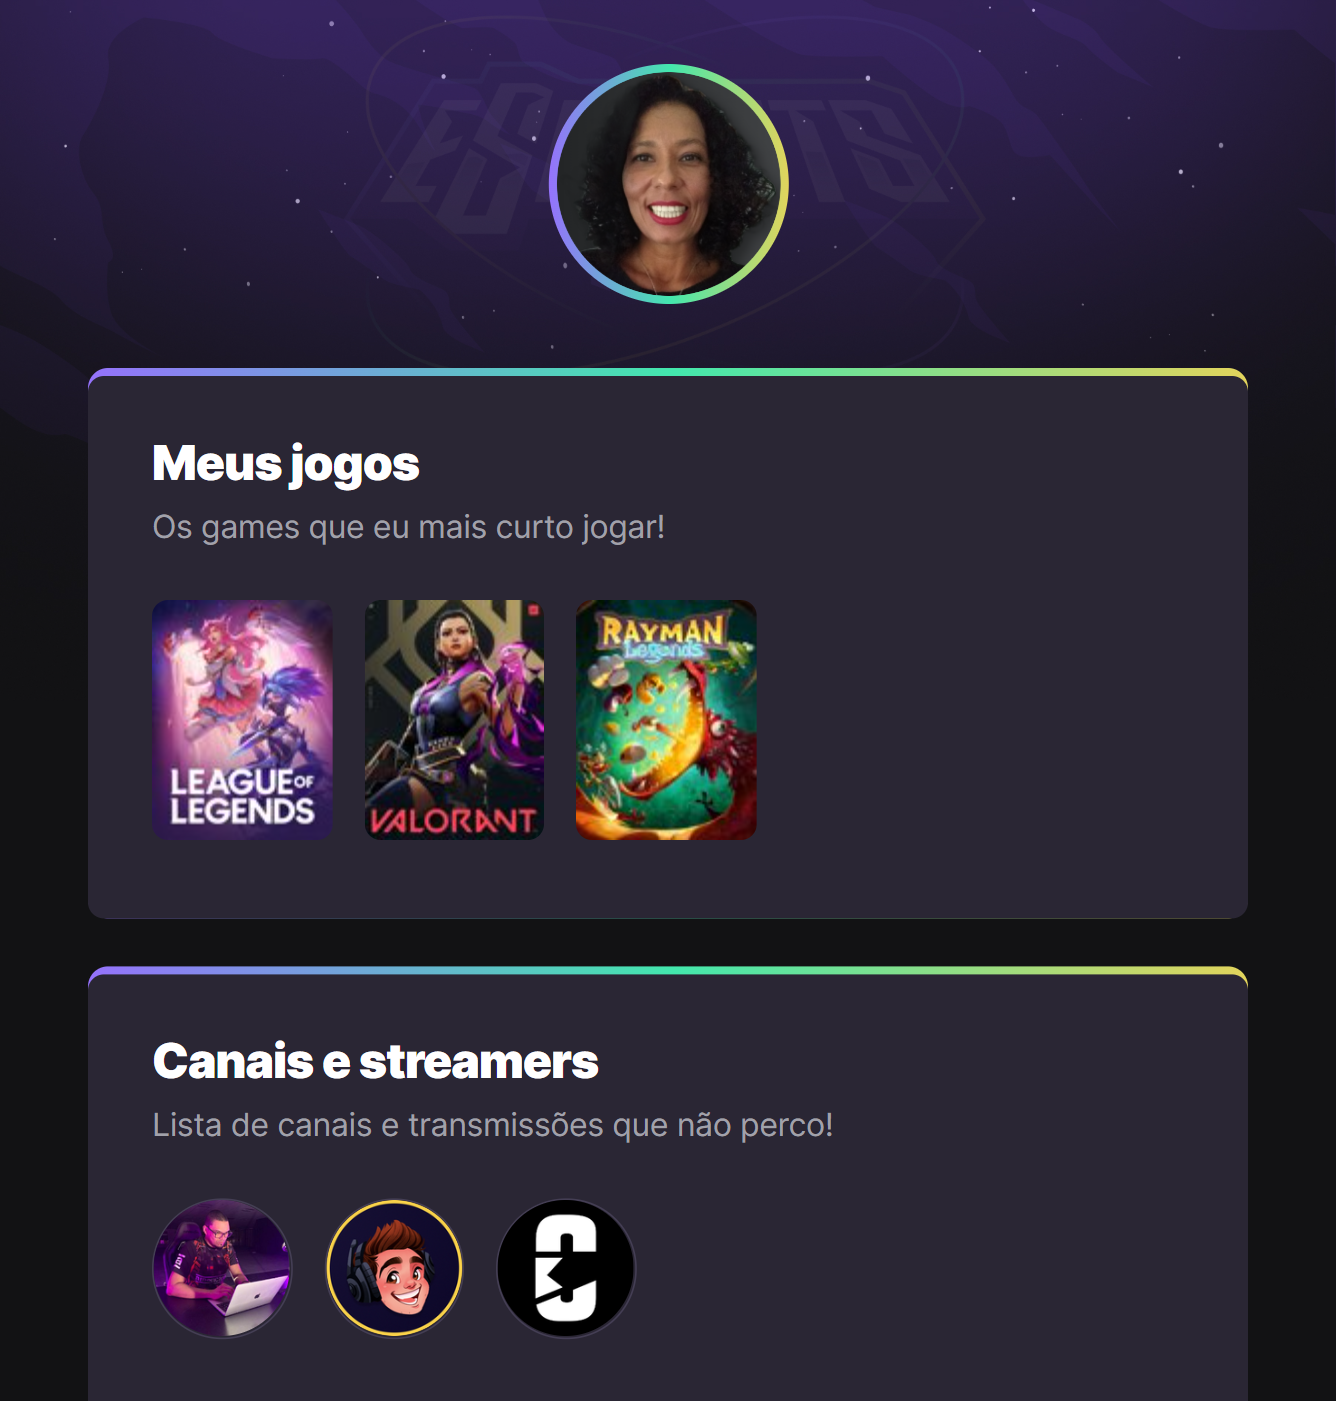 ESPORTS
Meus jogos
Os games que eu mais curto jogar!
LEAGUE OF
LEGENDS
VALORANT
RAYMAN
Legends
Canais e streamers
Lista de canais e transmissões que não perco!